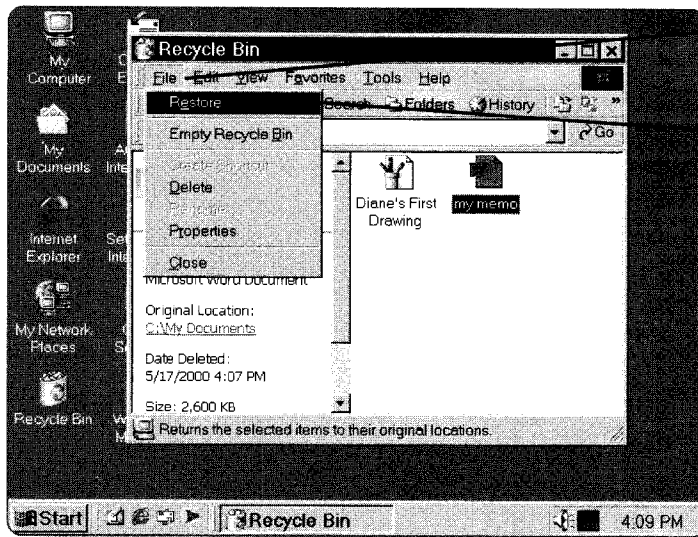 My Computer
My Documents
Internet Explorer
My Network Places
Recycle Bin
Recycle Bin
File Edit View Favorites Tools Help
Search Folders History »
Go
Restore
Empty Recycle Bin
Create Shortcut
Delete
Rename
Properties
Close
Diane's First Drawing
my memo
Microsoft Word Document
Original Location:
C:\My Documents
Date Deleted:
5/17/2000 4:07 PM
Size: 2,600 KB
Returns the selected items to their original locations.
Start
Recycle Bin
4:09 PM